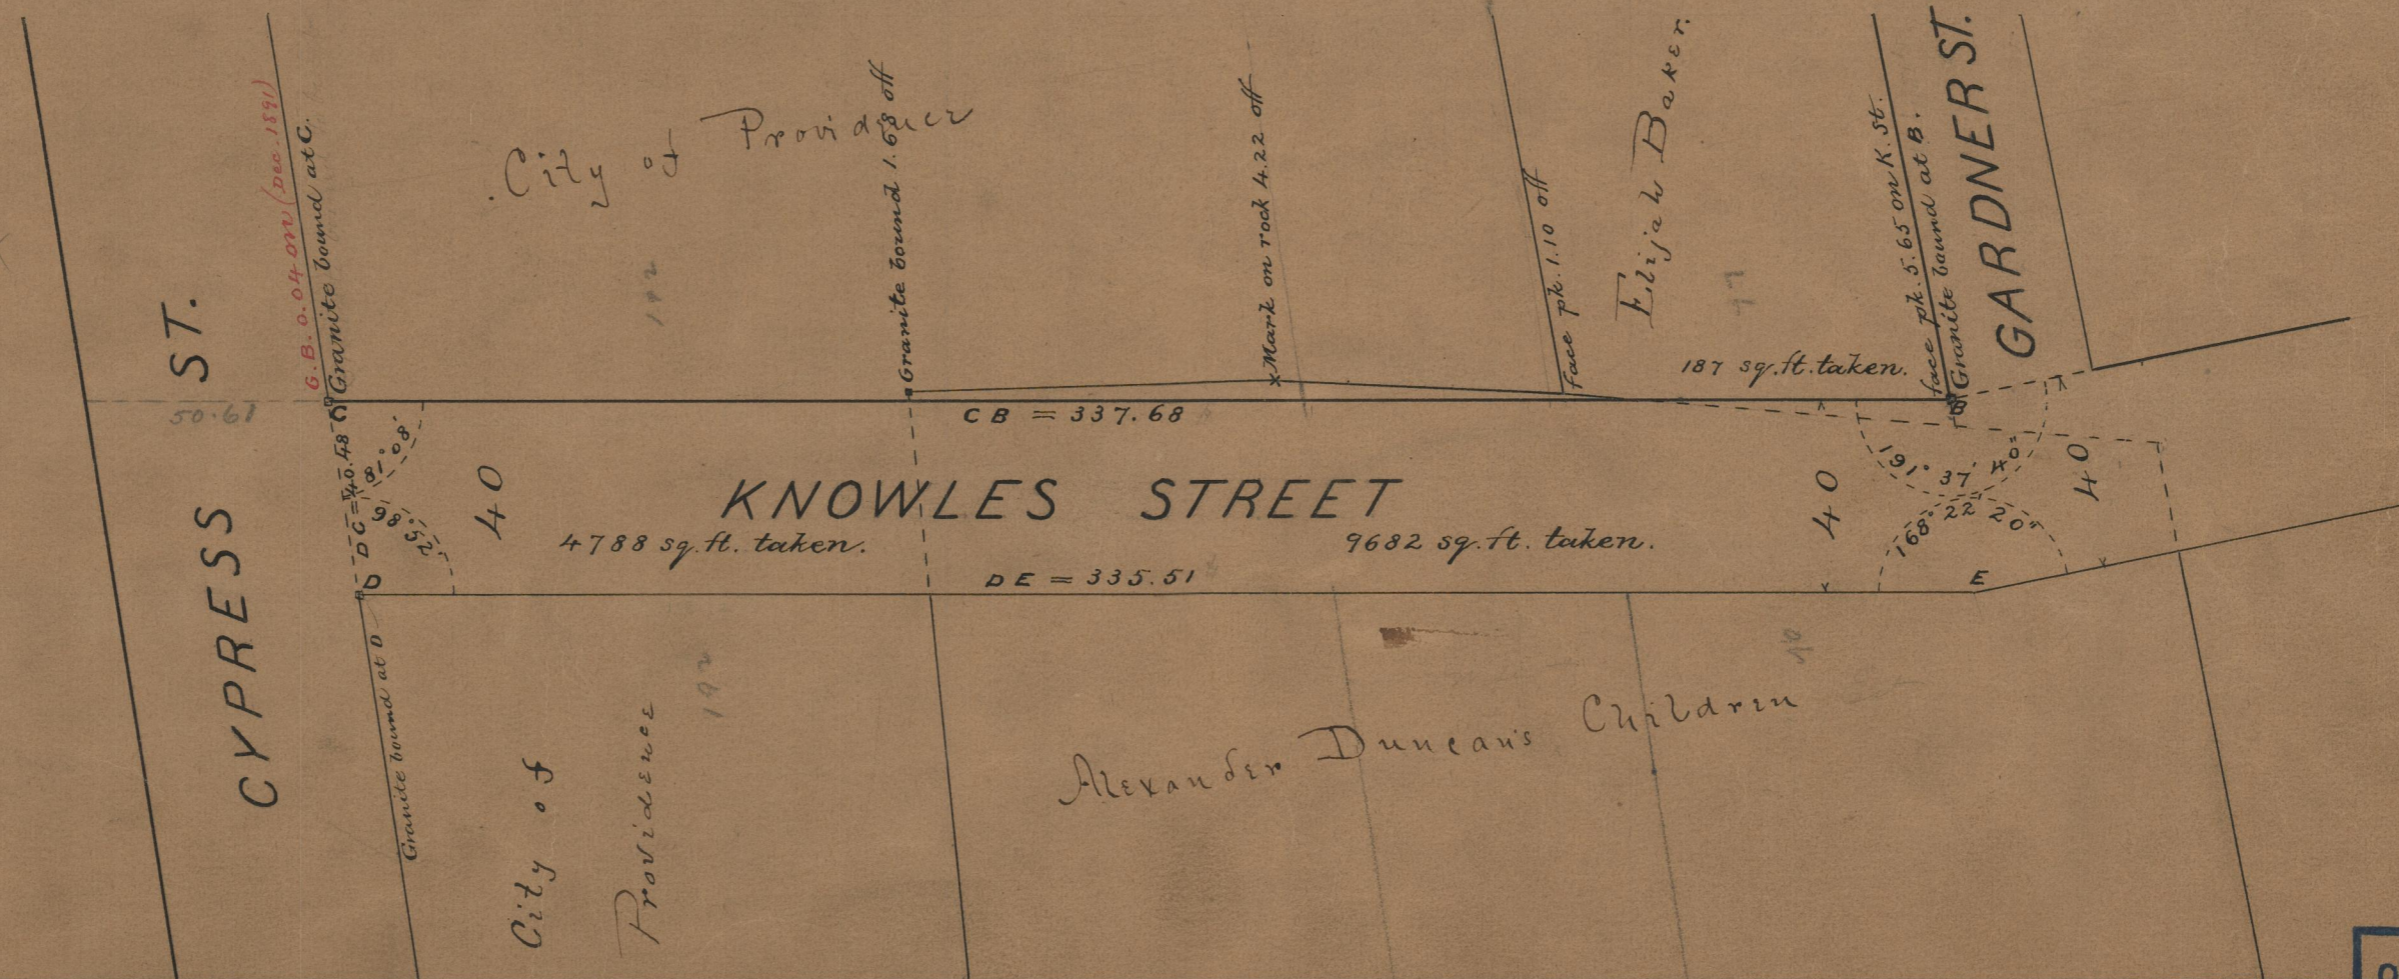 CYPRESS ST.
50.61
G.B. 0.04 on (Dec. 1891)
Granite bound at C.
City of Providence
192
Granite bound 1.68 off
Mark on rock 4.22 off
Face pk. 1.10 off
Elijah Baker.
187 sq. ft. taken.
face pk. 5.65 on K. st.
Granite bound at B.
GARDNER ST.
C
B
CB = 337.68
DC = 40.48
81° 08'
98° 52'
40
KNOWLES STREET
40
191° 37' 40"
40
4788 sq. ft. taken.
9682 sq. ft. taken.
168° 22' 20"
D
DE = 335.51
E
Granite bound at D
City of
Providence
192
Alexander Duncan's Children